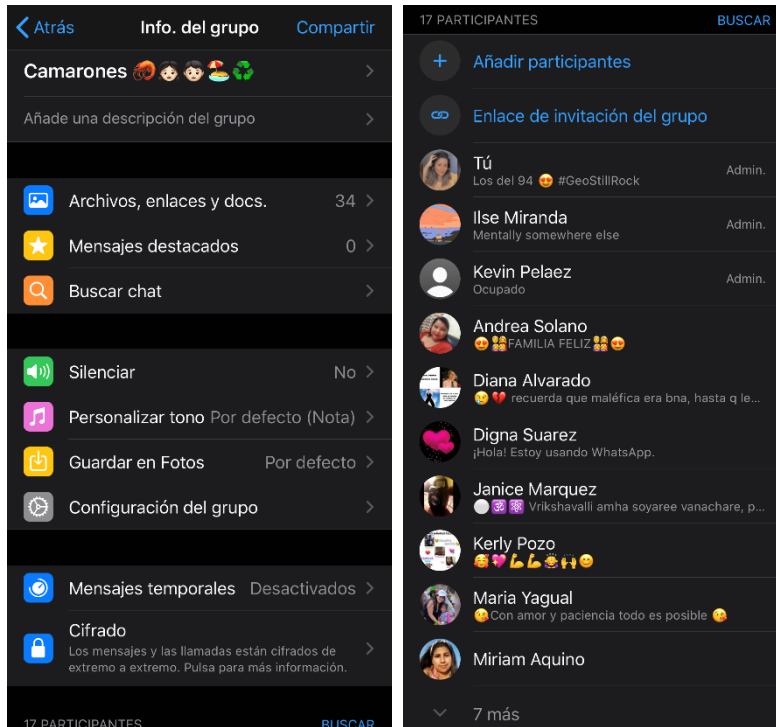 Atrás Info. del grupo Compartir
Camarones 🦐👧🏻👦🏻🏖️♻️
Añade una descripción del grupo
Archivos, enlaces y docs. 34
Mensajes destacados 0
Buscar chat
Silenciar No
Personalizar tono Por defecto (Nota)
Guardar en Fotos Por defecto
Configuración del grupo
Mensajes temporales Desactivados
Cifrado
Los mensajes y las llamadas están cifrados de
extremo a extremo. Pulsa para más información.
17 PARTICIPANTES BUSCAR
17 PARTICIPANTES BUSCAR
Añadir participantes
Enlace de invitación del grupo
Tú
Los del 94 😍 #GeoStillRock Admin.
Ilse Miranda
Mentally somewhere else Admin.
Kevin Pelaez
Ocupado Admin.
Andrea Solano
😍👯FAMILIA FELIZ👯😍
Diana Alvarado
😢💔 recuerda que maléfica era bna, hasta q le...
Digna Suarez
¡Hola! Estoy usando WhatsApp.
Janice Marquez
⚪🕉️⚛️ Vrikshavalli amha soyaree vanachare, p...
Kerly Pozo
🥰💖💪💪🙇🙌😊
Maria Yagual
😘Con amor y paciencia todo es posible 😘
Miriam Aquino
7 más